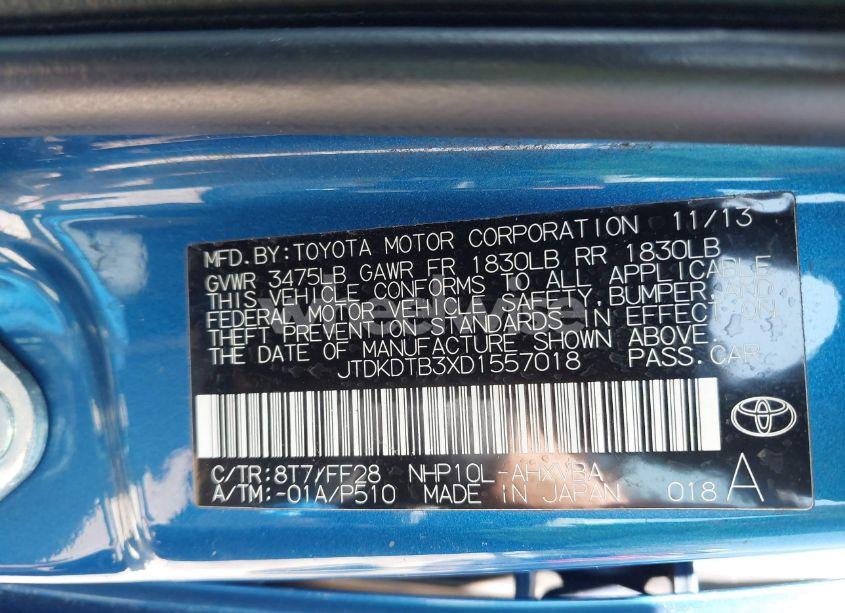 MFD.BY:TOYOTA MOTOR CORPORATION 11/13
GVWR 3475LB GAWR FR 1830LB RR 1830LB
THIS VEHICLE CONFORMS TO ALL APPLICABLE
FEDERAL MOTOR VEHICLE SAFETY, BUMPER, AND
THEFT PREVENTION STANDARDS IN EFFECT ON
THE DATE OF MANUFACTURE SHOWN ABOVE.
JTDKDTB3XD1557018 PASS.CAR
C/TR:8T7/FF28 NHP10L-AHXVBA
A/TM:-01A/P510 MADE IN JAPAN 018 A